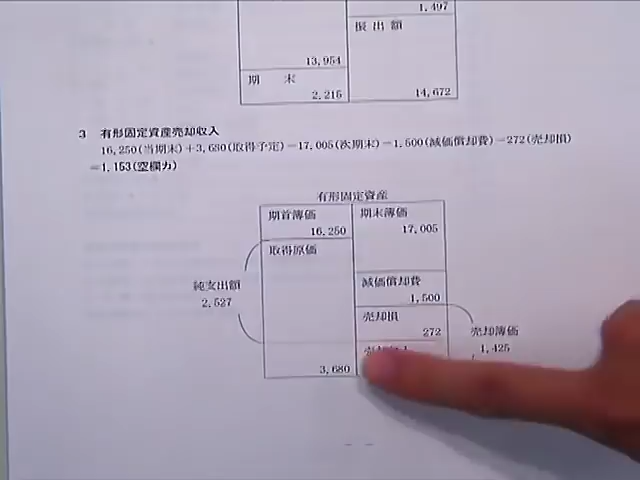 1,497
振出額
13,954
期末
2,215
14,672
3 有形固定資産売却収入
16,250(当期末)+3,680(取得予定)-17,005(次期末)-1,500(減価償却費)-272(売却損)
=1,153(空欄カ)
有形固定資産
期首簿価
16,250
期末簿価
17,005
取得原価
純支出額
2,527
減価償却費
1,500
売却損
272
売却簿価
1,425
3,680